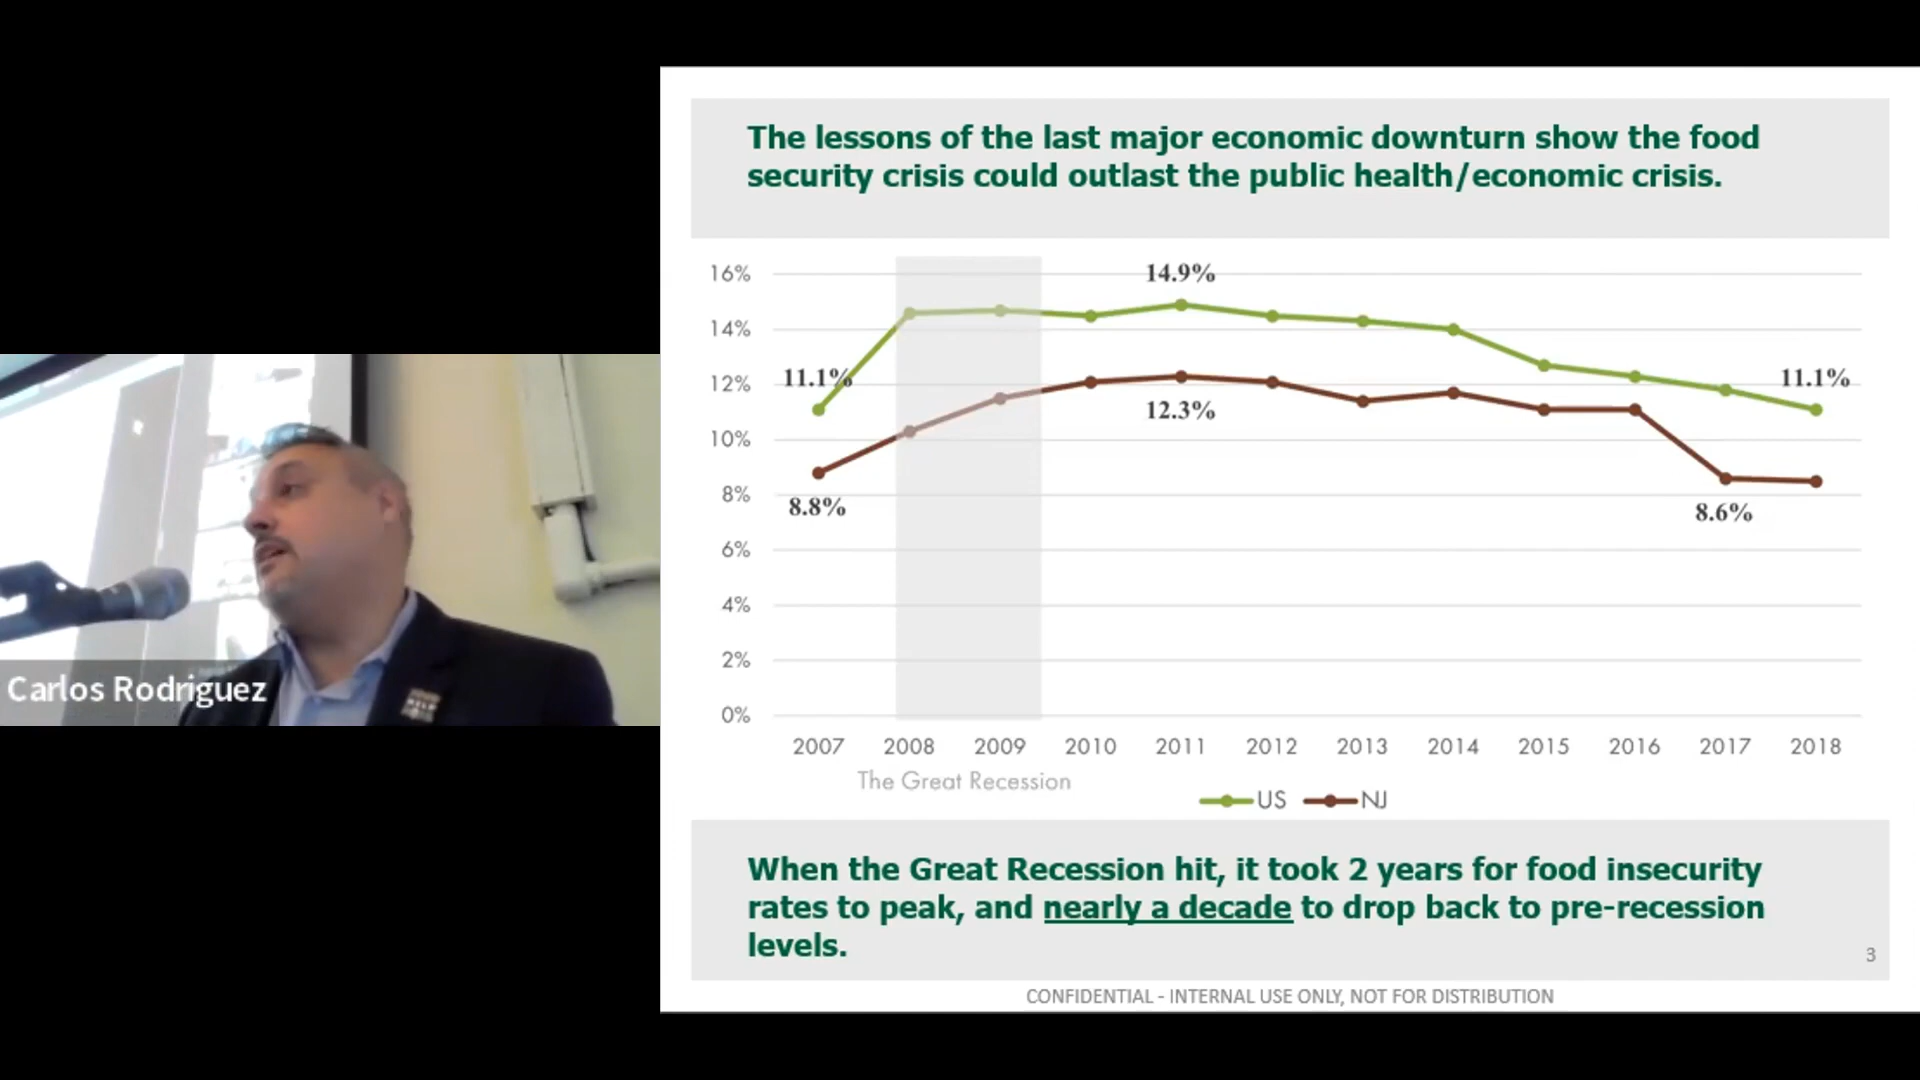 The lessons of the last major economic downturn show the food
security crisis could outlast the public health/economic crisis.
16%
14%
12%
10%
8%
6%
4%
2%
0%
14.9%
11.1%
11.1%
12.3%
8.8%
8.6%
2007 2008 2009 2010 2011 2012 2013 2014 2015 2016 2017 2018
The Great Recession
US NJ
When the Great Recession hit, it took 2 years for food insecurity
rates to peak, and nearly a decade to drop back to pre-recession
levels.
3
CONFIDENTIAL - INTERNAL USE ONLY, NOT FOR DISTRIBUTION
Carlos Rodriguez